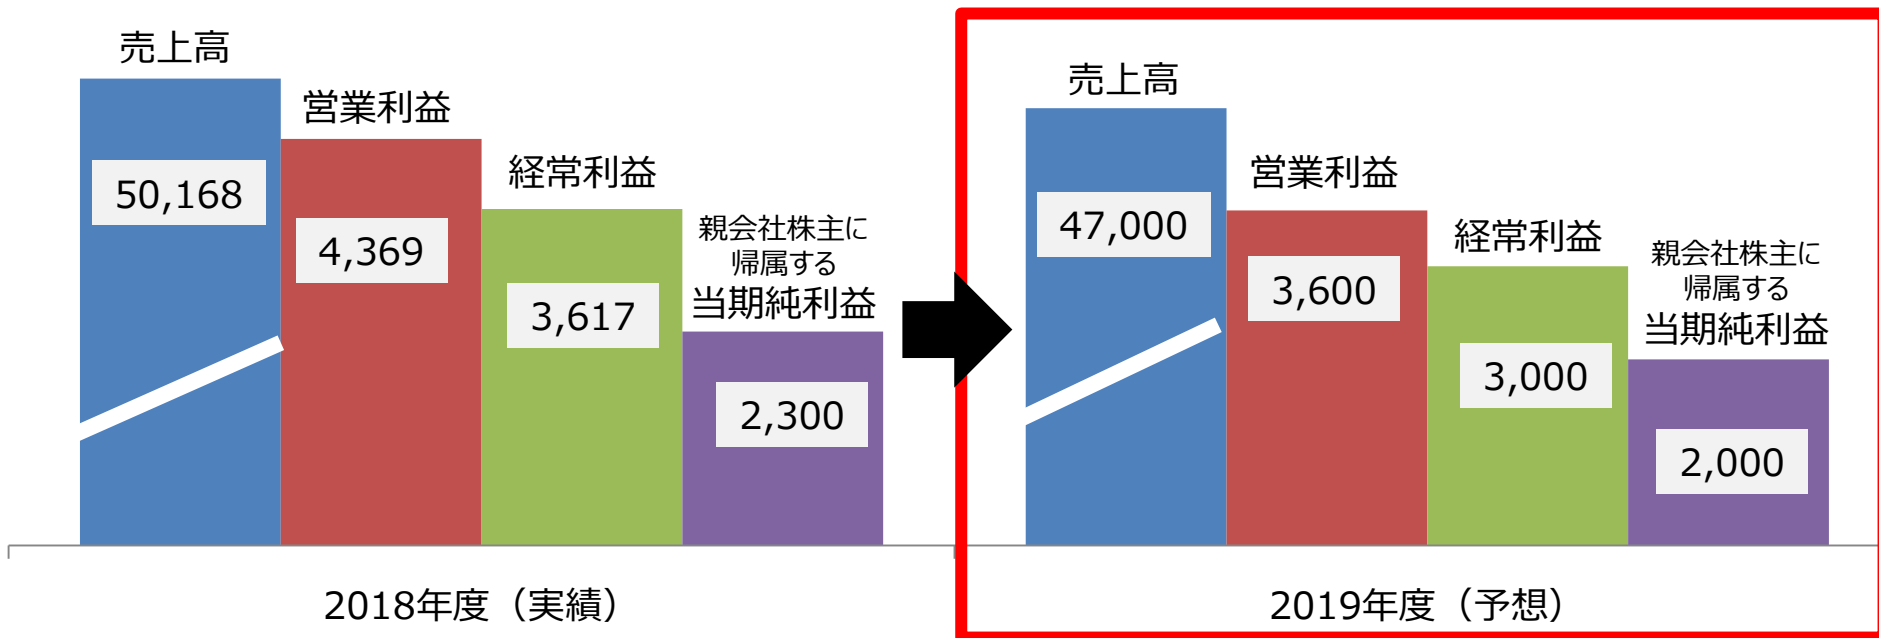 売上高
50,168
営業利益
4,369
経常利益
3,617
親会社株主に
帰属する
当期純利益
2,300
2018年度（実績）
売上高
47,000
営業利益
3,600
経常利益
3,000
親会社株主に
帰属する
当期純利益
2,000
2019年度（予想）